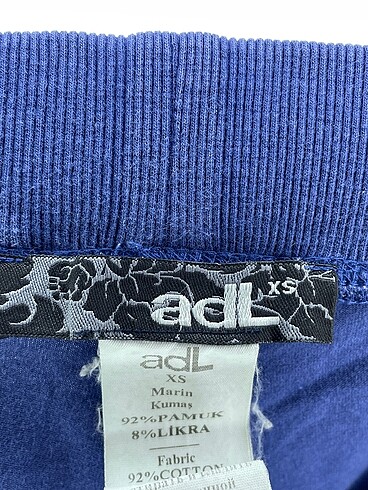 adL XS
adL
XS
Marin
Kumaş
92%PAMUK
8%LİKRA
Fabric
92%COTTON